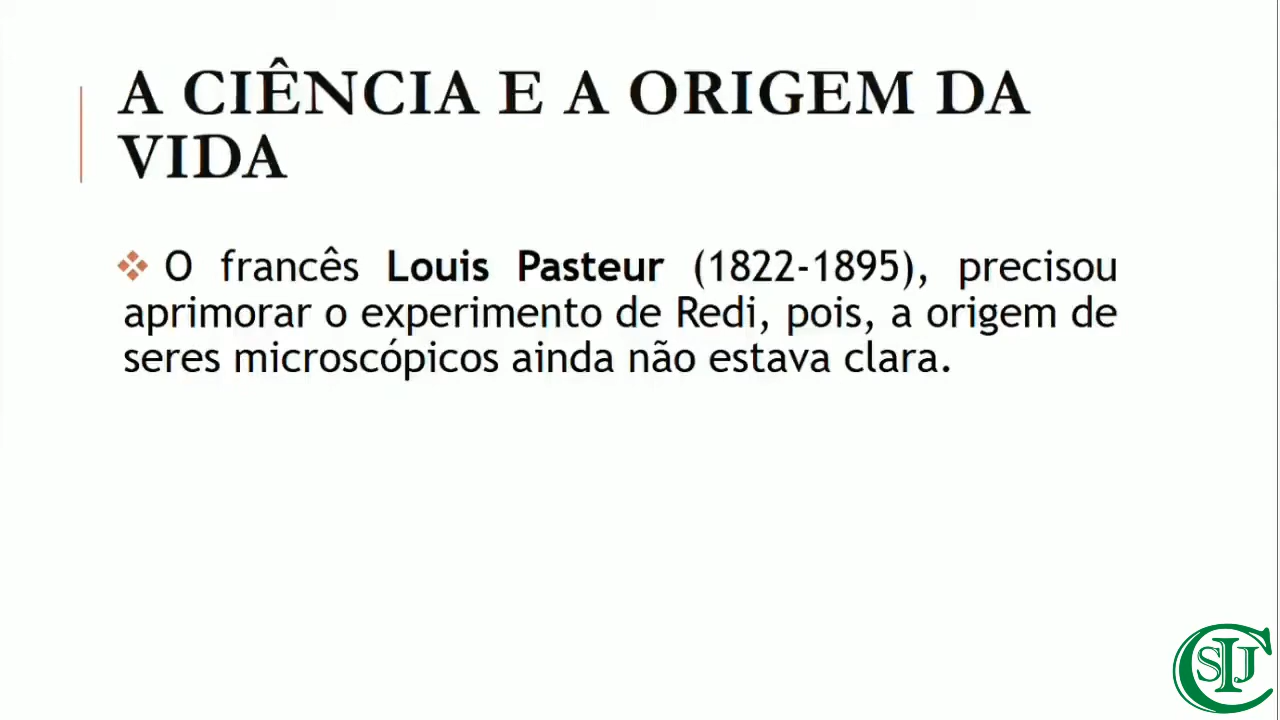 A CIÊNCIA E A ORIGEM DA
VIDA
O francês Louis Pasteur (1822-1895), precisou
aprimorar o experimento de Redi, pois, a origem de
seres microscópicos ainda não estava clara.
CSIJ